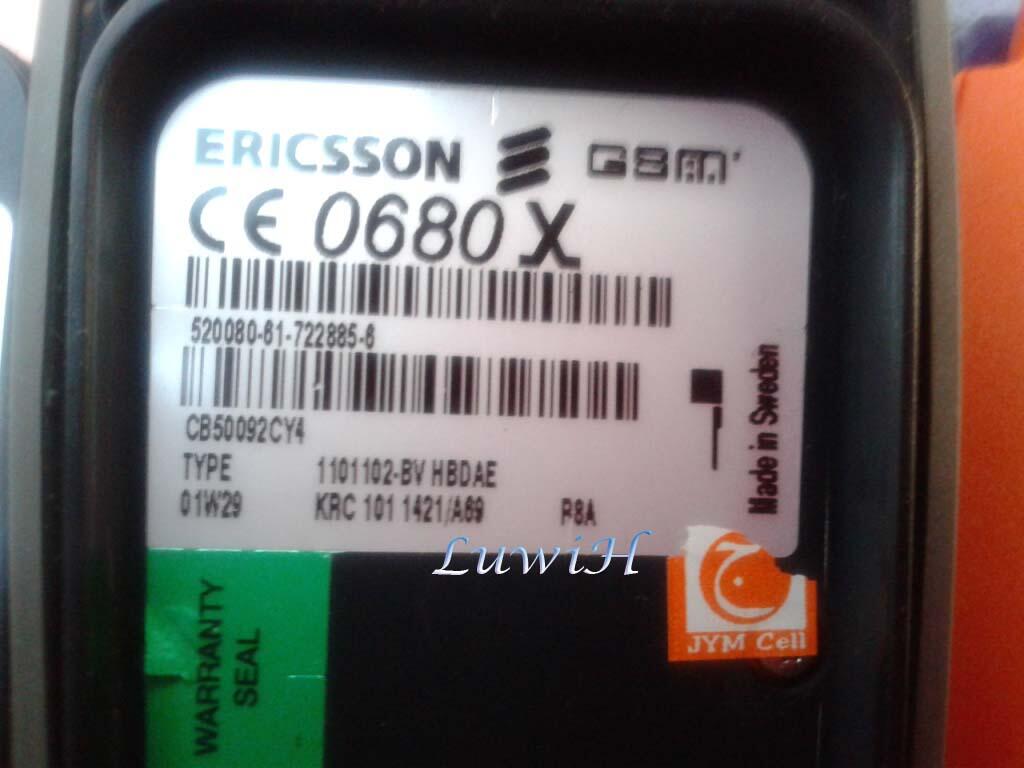 ERICSSON GSM
CE 0680 X
520080-61-722885-6
CB50092CY4
TYPE 1101102-BV HBDAE
01W29 KRC 101 1421/A69 R8A
Made in Sweden
LuwiH
WARRANTY
SEAL
ج
JYM Cell